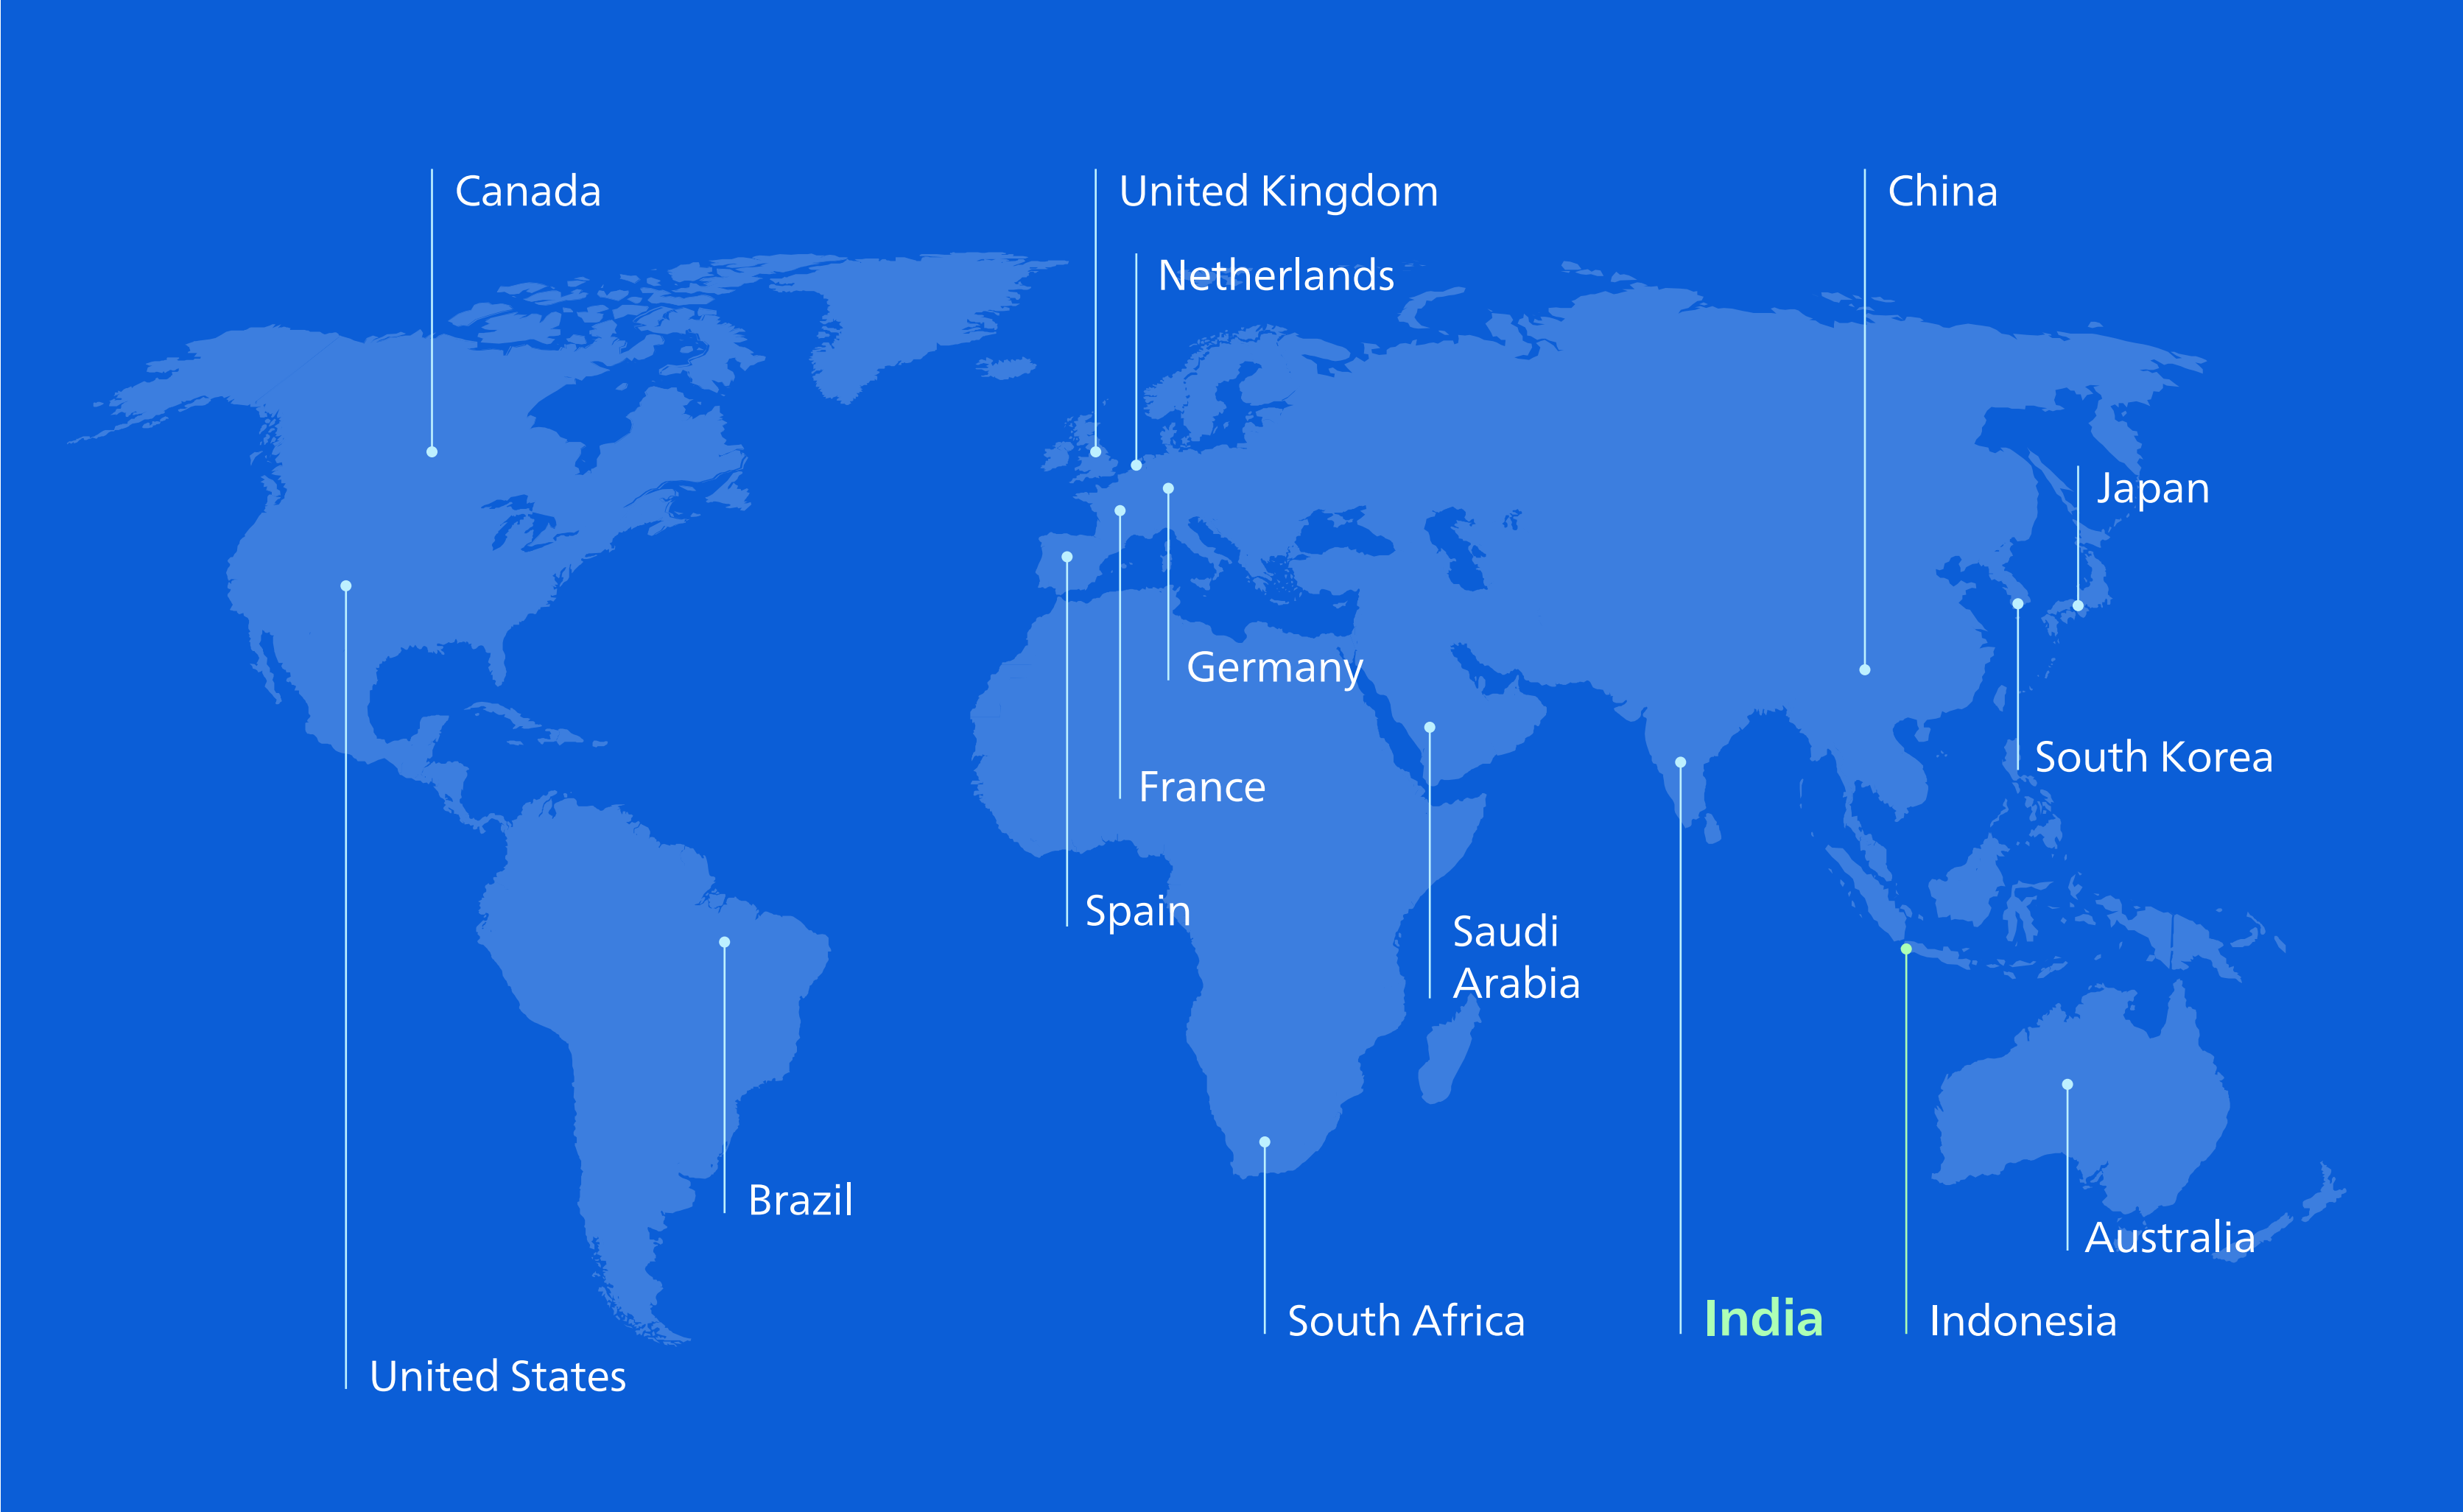 Canada
United Kingdom
China
Netherlands
Japan
Germany
South Korea
France
Spain
Saudi
Arabia
Brazil
Australia
South Africa
India
Indonesia
United States